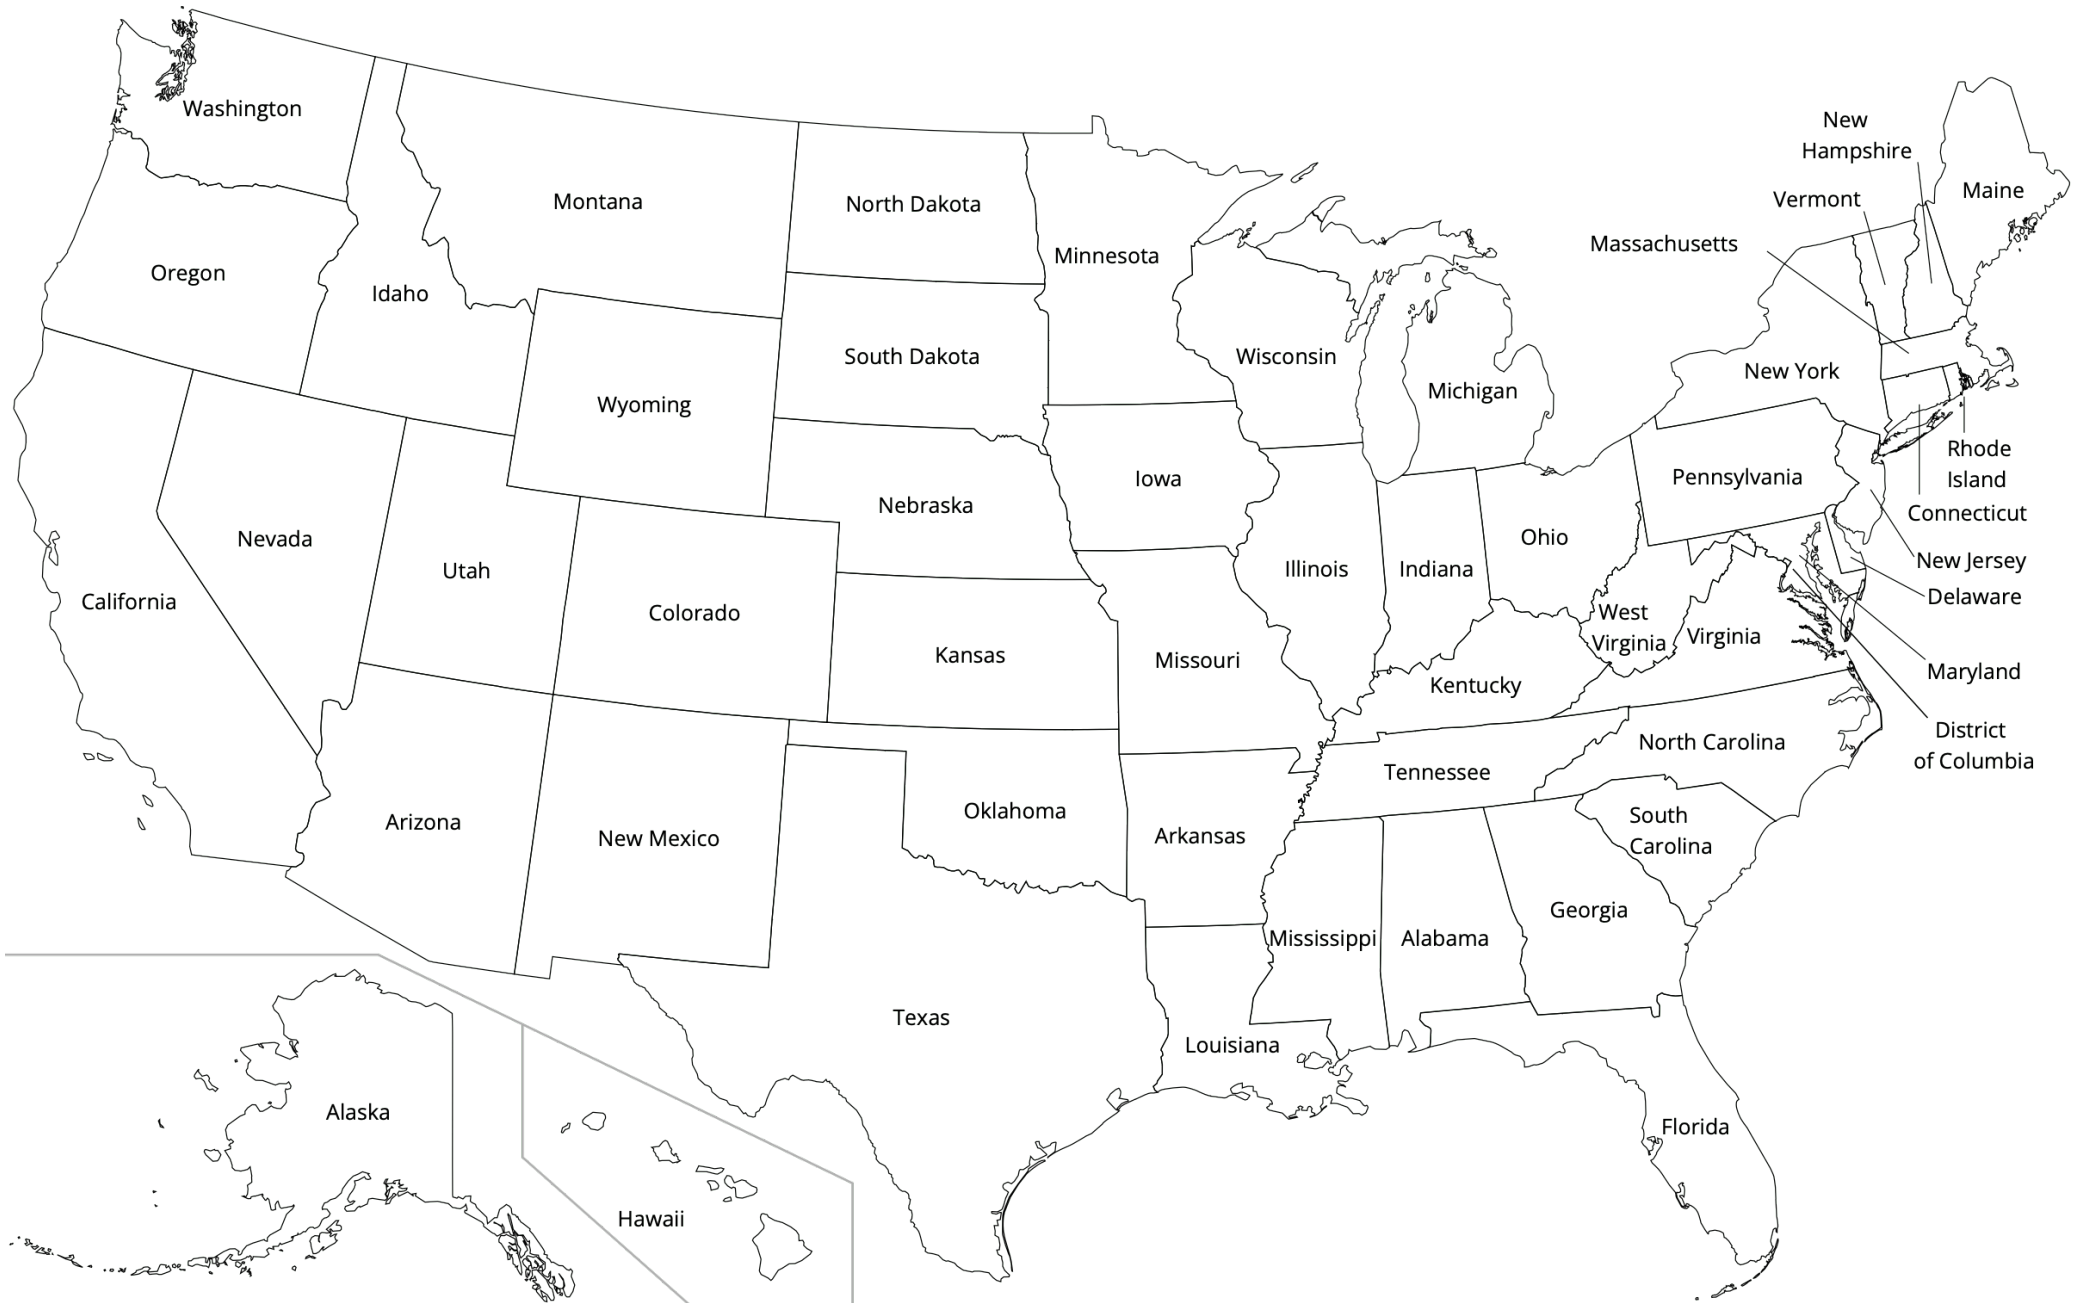 Washington
Montana
North Dakota
Minnesota
New
Hampshire
Vermont
Maine
Massachusetts
Oregon
Idaho
South Dakota
Wisconsin
Michigan
New York
Wyoming
Nebraska
Iowa
Pennsylvania
Rhode
Island
Connecticut
New Jersey
Delaware
Nevada
Utah
Colorado
California
Kansas
Missouri
Illinois
Indiana
Ohio
West
Virginia
Virginia
Maryland
District
of Columbia
Kentucky
Tennessee
North Carolina
South
Carolina
Arizona
New Mexico
Oklahoma
Arkansas
Mississippi
Alabama
Georgia
Texas
Louisiana
Florida
Alaska
Hawaii